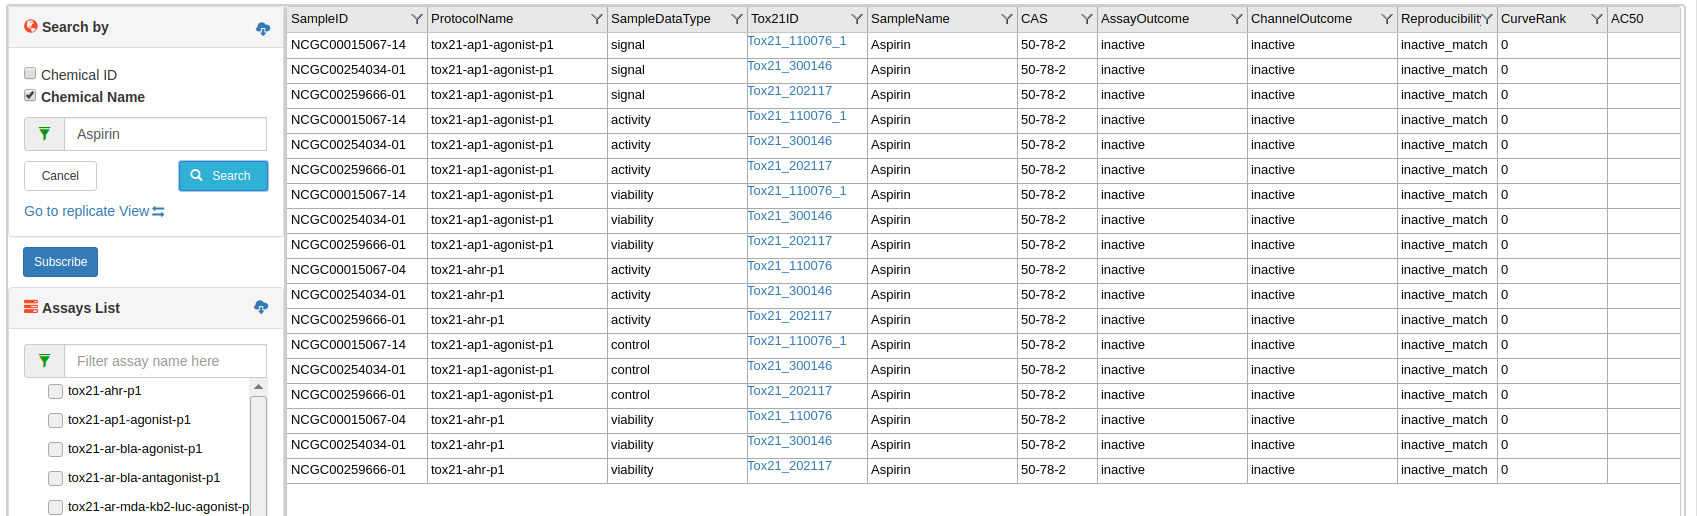 Search by
Chemical ID
Chemical Name
Aspirin
Cancel
Search
Go to replicate View
Subscribe
Assays List
Filter assay name here
tox21-ahr-p1
tox21-ap1-agonist-p1
tox21-ar-bla-agonist-p1
tox21-ar-bla-antagonist-p1
tox21-ar-mda-kb2-luc-agonist-p
SampleID ProtocolName SampleDataType Tox21ID SampleName CAS AssayOutcome ChannelOutcome Reproducibility CurveRank AC50
NCGC00015067-14 tox21-ap1-agonist-p1 signal Tox21_110076_1 Aspirin 50-78-2 inactive inactive inactive_match 0
NCGC00254034-01 tox21-ap1-agonist-p1 signal Tox21_300146 Aspirin 50-78-2 inactive inactive inactive_match 0
NCGC00259666-01 tox21-ap1-agonist-p1 signal Tox21_202117 Aspirin 50-78-2 inactive inactive inactive_match 0
NCGC00015067-14 tox21-ap1-agonist-p1 activity Tox21_110076_1 Aspirin 50-78-2 inactive inactive inactive_match 0
NCGC00254034-01 tox21-ap1-agonist-p1 activity Tox21_300146 Aspirin 50-78-2 inactive inactive inactive_match 0
NCGC00259666-01 tox21-ap1-agonist-p1 activity Tox21_202117 Aspirin 50-78-2 inactive inactive inactive_match 0
NCGC00015067-14 tox21-ap1-agonist-p1 viability Tox21_110076_1 Aspirin 50-78-2 inactive inactive inactive_match 0
NCGC00254034-01 tox21-ap1-agonist-p1 viability Tox21_300146 Aspirin 50-78-2 inactive inactive inactive_match 0
NCGC00259666-01 tox21-ap1-agonist-p1 viability Tox21_202117 Aspirin 50-78-2 inactive inactive inactive_match 0
NCGC00015067-04 tox21-ahr-p1 activity Tox21_110076 Aspirin 50-78-2 inactive inactive inactive_match 0
NCGC00254034-01 tox21-ahr-p1 activity Tox21_300146 Aspirin 50-78-2 inactive inactive inactive_match 0
NCGC00259666-01 tox21-ahr-p1 activity Tox21_202117 Aspirin 50-78-2 inactive inactive inactive_match 0
NCGC00015067-14 tox21-ap1-agonist-p1 control Tox21_110076_1 Aspirin 50-78-2 inactive inactive inactive_match 0
NCGC00254034-01 tox21-ap1-agonist-p1 control Tox21_300146 Aspirin 50-78-2 inactive inactive inactive_match 0
NCGC00259666-01 tox21-ap1-agonist-p1 control Tox21_202117 Aspirin 50-78-2 inactive inactive inactive_match 0
NCGC00015067-04 tox21-ahr-p1 viability Tox21_110076 Aspirin 50-78-2 inactive inactive inactive_match 0
NCGC00254034-01 tox21-ahr-p1 viability Tox21_300146 Aspirin 50-78-2 inactive inactive inactive_match 0
NCGC00259666-01 tox21-ahr-p1 viability Tox21_202117 Aspirin 50-78-2 inactive inactive inactive_match 0